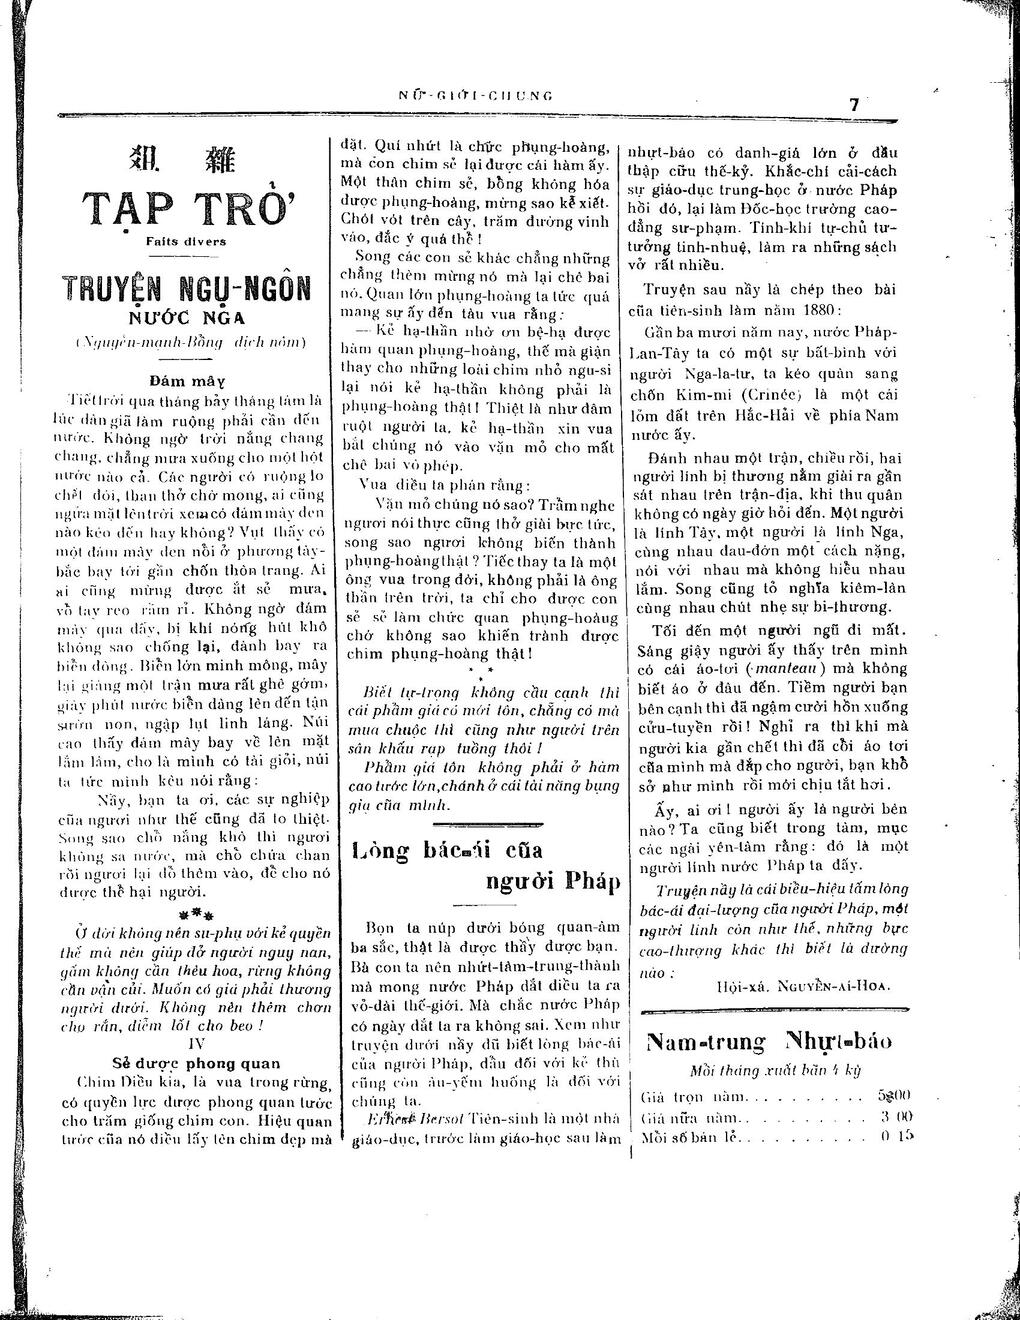 NỮ-GIỚI-CHUNG
7
雜 俎
TẠP TRỞ
Faits divers
TRUYỆN NGỤ-NGÔN
NƯỚC NGA
(Nguyễn-mạnh-Bổng dịch nôm)
Đám mây
Tiết trời qua tháng bảy tháng tám là
lúc dân giã làm ruộng phải cần đến
nước. Không ngờ trời nắng chang
chang, chẳng mưa xuống cho một hột
nước nào cả. Các người có ruộng lo
chết đói, than thở chờ mong, ai cũng
ngửa mặt lên trời xem có đám mây đen
nào kéo đến hay không? Vụt thấy có
một đám mây đen nổi ở phương tây-
bắc bay tới gần chốn thôn trang. Ai
ai cũng mừng được ắt sẻ mưa,
vỗ tay reo rầm rỉ. Không ngờ đám
mây qua đấy, bị khí nóng hút khô
không sao chống lại, đành bay ra
biển đông. Biển lớn minh mông, mây
lại giáng một trận mưa rất ghê gớm,
giây phút nước biển dâng lên đến tận
sườn non, ngập lụt linh láng. Núi
cao thấy đám mây bay về lên mặt
lắm lắm, cho là mình có tài giỏi, núi
ta tức mình kêu nói rằng:
Nầy, bạn ta ơi, các sự nghiệp
của ngươi như thế cũng đã to thiệt.
Song sao chỗ nắng khô thì ngươi
không sa nước, mà chỗ chứa chan
rồi ngươi lại đổ thêm vào, để cho nó
được thể hại người.
***
Ở đời không nên su-phụ với kẻ quyền
thế mà nên giúp đở người nguy nan,
gấm không cần thêu hoa, rừng không
cần vận củi. Muốn có giá phải thương
người dưới. Không nên thêm chơn
cho rắn, điểm lốt cho beo!
IV
Sẻ được phong quan
Chim Điều kia, là vua trong rừng,
có quyền lực được phong quan tước
cho trăm giống chim con. Hiệu quan
tước của nó điều lấy tên chim đẹp mà
đặt. Quí nhứt là chức phụng-hoàng,
mà con chim sẻ lại được cái hàm ấy.
Một thân chim sẻ, bỗng không hóa
được phụng-hoàng, mừng sao kể xiết.
Chót vót trên cây, trăm đường vinh
váo, đắc ý quá thể!
Song các con sẻ khác chẳng những
chẳng thèm mừng nó mà lại chê bai
nó. Quan lớn phụng-hoàng ta tức quá
mang sự ấy đến tàu vua rằng:
— Kẻ hạ-thần nhờ ơn bệ-hạ được
hàm quan phụng-hoàng, thế mà giận
thay cho những loài chim nhỏ ngu-si
lại nói kẻ hạ-thần không phải là
phụng-hoàng thật! Thiệt là như đâm
ruột người ta, kẻ hạ-thần xin vua
bắt chúng nó vào vặn mỏ cho mất
chê bai vô phép.
Vua điều ta phán rằng:
Vặn mỏ chúng nó sao? Trẫm nghe
ngươi nói thực cũng thở giài bực tức,
song sao ngươi không biến thành
phụng-hoàng thật? Tiếc thay ta là một
ông vua trong đời, không phải là ông
thần trên trời, ta chỉ cho được con
sẻ sẻ làm chức quan phụng-hoàng
chớ không sao khiến trành được
chim phụng-hoàng thật!
* * *
Biết tự-trọng không cầu cạnh thì
cái phẩm giá có mới tôn, chẳng có mà
mua chuộc thì cũng như người trên
sân khấu rạp tuồng thôi!
Phẩm giá tôn không phải ở hàm
cao tước lớn, chánh ở cái tài năng bụng
gịa của mình.
Lòng bác-ái của
người Pháp
Bọn ta núp dưới bóng quan-âm
ba sắc, thật là được thầy được bạn.
Bà con ta nên nhứt-tâm-trung-thành
mà mong nước Pháp dắt diều ta ra
vỏ-đài thế-giới. Mà chắc nước Pháp
có ngày dắt ta ra không sai. Xem như
truyện dưới nầy đũ biết lòng bác-ái
của người Pháp, dầu đối với kẻ thù
cũng còn âu-yếm huống là đối với
chúng ta.
Ernest Bersot Tiên-sinh là một nhà
giáo-dục, trước làm giáo-học sau làm
nhựt-báo có danh-giá lớn ở đầu
thập cữu thế-kỷ. Khắc-chí cải-cách
sự giáo-dục trung-học ở nước Pháp
hồi đó, lại làm Đốc-học trường cao-
đẳng sư-phạm. Tinh-khí tự-chủ tư-
tưởng tinh-nhuệ, làm ra những sách
vở rất nhiều.
Truyện sau nầy là chép theo bài
của tiên-sinh làm năm 1880:
Gần ba mươi năm nay, nước Pháp-
Lan-Tây ta có một sự bất-bình với
người Nga-la-tư, ta kéo quân sang
chốn Kim-mi (Crinée) là một cái
lõm đất trên Hắc-Hải về phía Nam
nước ấy.
Đánh nhau một trận, chiều rồi, hai
người lính bị thương nằm giài ra gần
sát nhau trên trận-địa, khi thu quân
không có ngày giờ hỏi đến. Một người
là lính Tây, một người là lính Nga,
cùng nhau đau-đớn một cách nặng,
nói với nhau mà không hiểu nhau
lắm. Song cũng tỏ nghĩa kiêm-lân
cùng nhau chút nhẹ sự bi-thương.
Tối đến một người ngũ đi mất.
Sáng giậy người ấy thấy trên mình
có cái áo-tơi (manteau) mà không
biết áo ở đâu đến. Tiềm người bạn
bên cạnh thì đã ngậm cười hồn xuống
cửu-tuyền rồi! Nghỉ ra thì khi mà
người kia gần chết thì đã cỗi áo tơi
của mình mà đắp cho người, bạn khổ
sở như mình rồi mới chịu tắt hơi.
Ấy, ai ơi! người ấy là người bên
nào? Ta cũng biết trong tâm, mục
các ngài yên-tâm rằng: đó là một
người lính nước Pháp ta đấy.
Truyện nầy là cái biểu-hiệu tấm lòng
bác-ái đại-lượng của người Pháp, một
người lính còn như thế, những bực
cao-thượng khác thì biết là dường
nào:
Hội-xá. NGUYỄN-ÁI-HOA.
Nam-trung Nhựt-báo
Mỗi tháng xuất bản 4 kỳ
Giá trọn năm. . . . . . . . . . 5$00
Giá nửa năm. . . . . . . . . . 3 00
Mỗi số bán lẻ. . . . . . . . . . 0 15